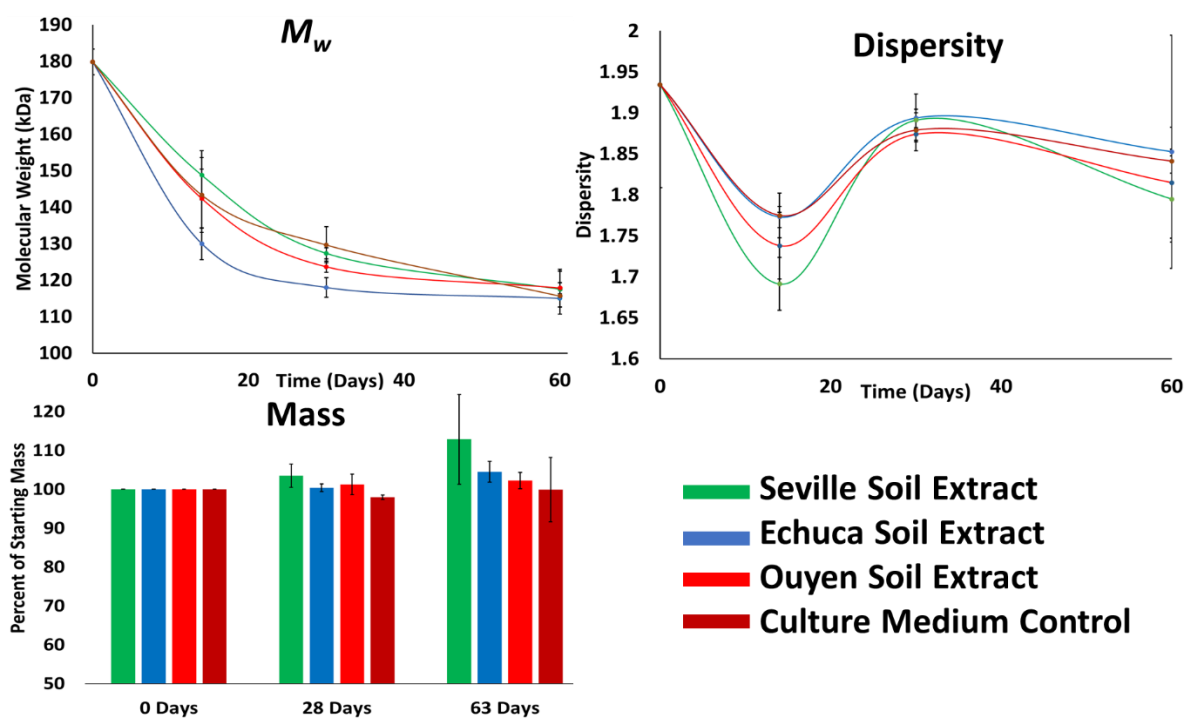 M_w
Molecular Weight (kDa)
190
180
170
160
150
140
130
120
110
100
0
20
40
60
Time (Days)
Dispersity
Dispersity
2
1.95
1.9
1.85
1.8
1.75
1.7
1.65
1.6
0
20
40
60
Time (Days)
Mass
Percent of Starting Mass
120
110
100
90
80
70
60
50
0 Days
28 Days
63 Days
Seville Soil Extract
Echuca Soil Extract
Ouyen Soil Extract
Culture Medium Control